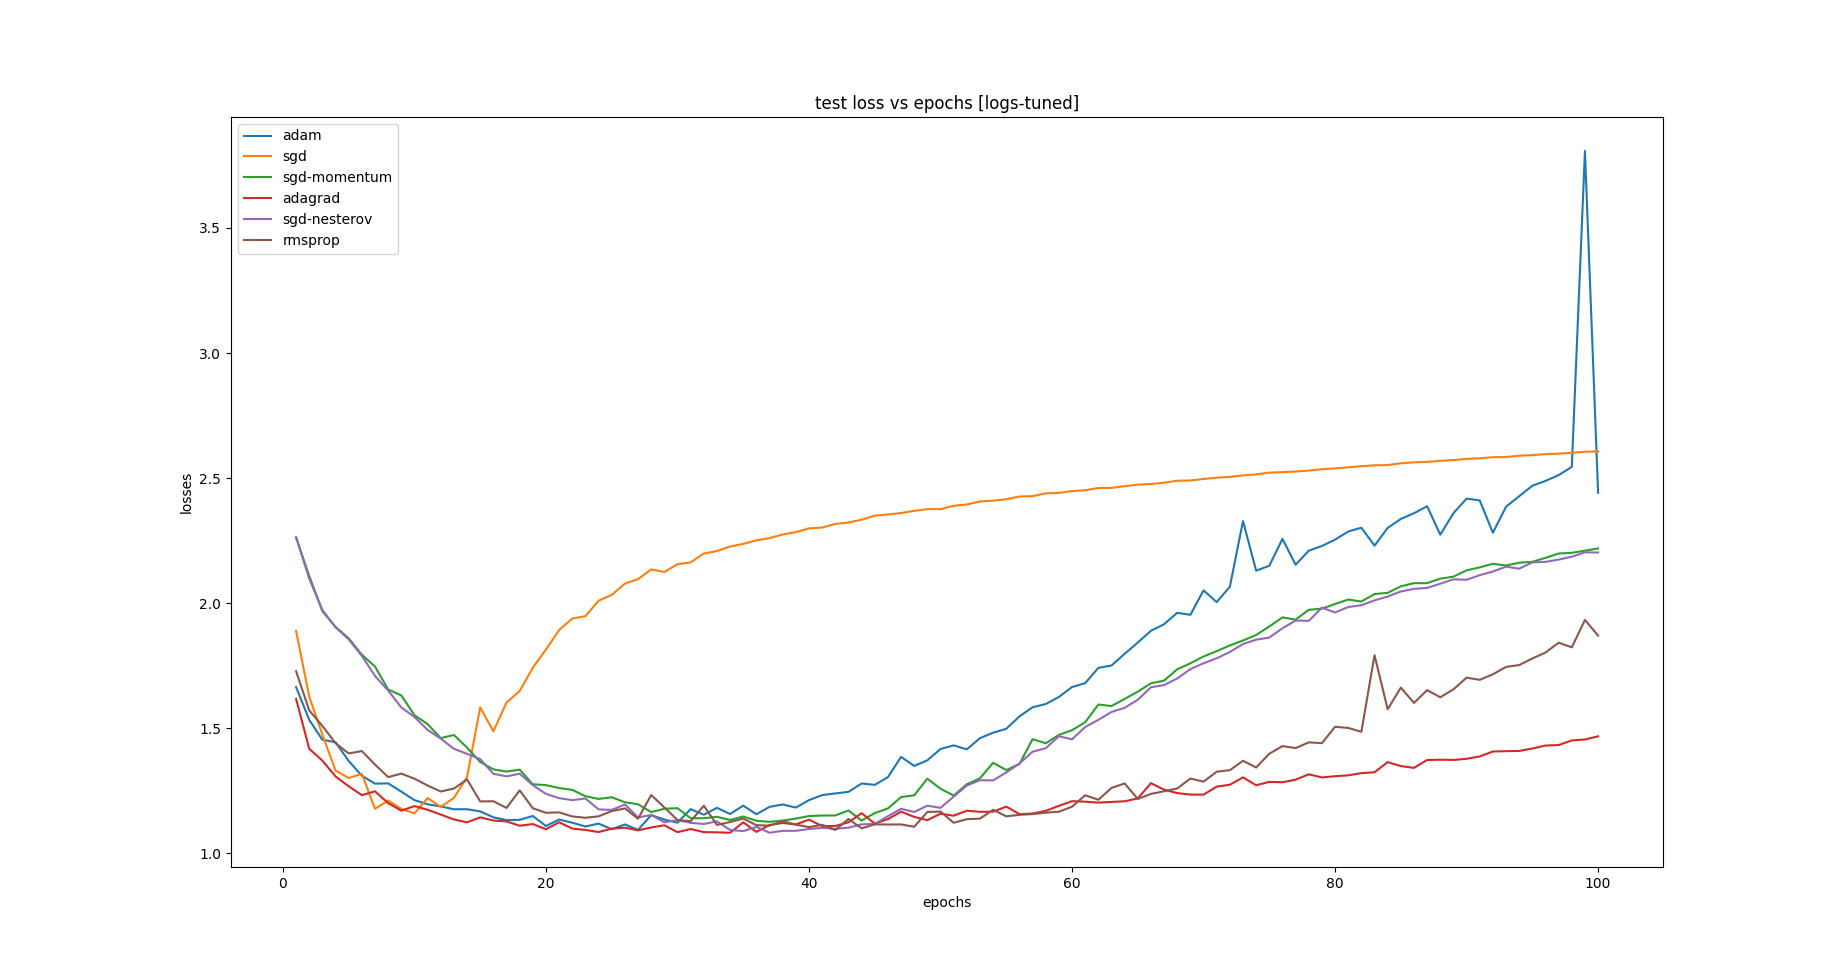 test loss vs epochs [logs-tuned]
adam
sgd
sgd-momentum
adagrad
sgd-nesterov
rmsprop
losses
3.5
3.0
2.5
2.0
1.5
1.0
0 20 40 60 80 100
epochs